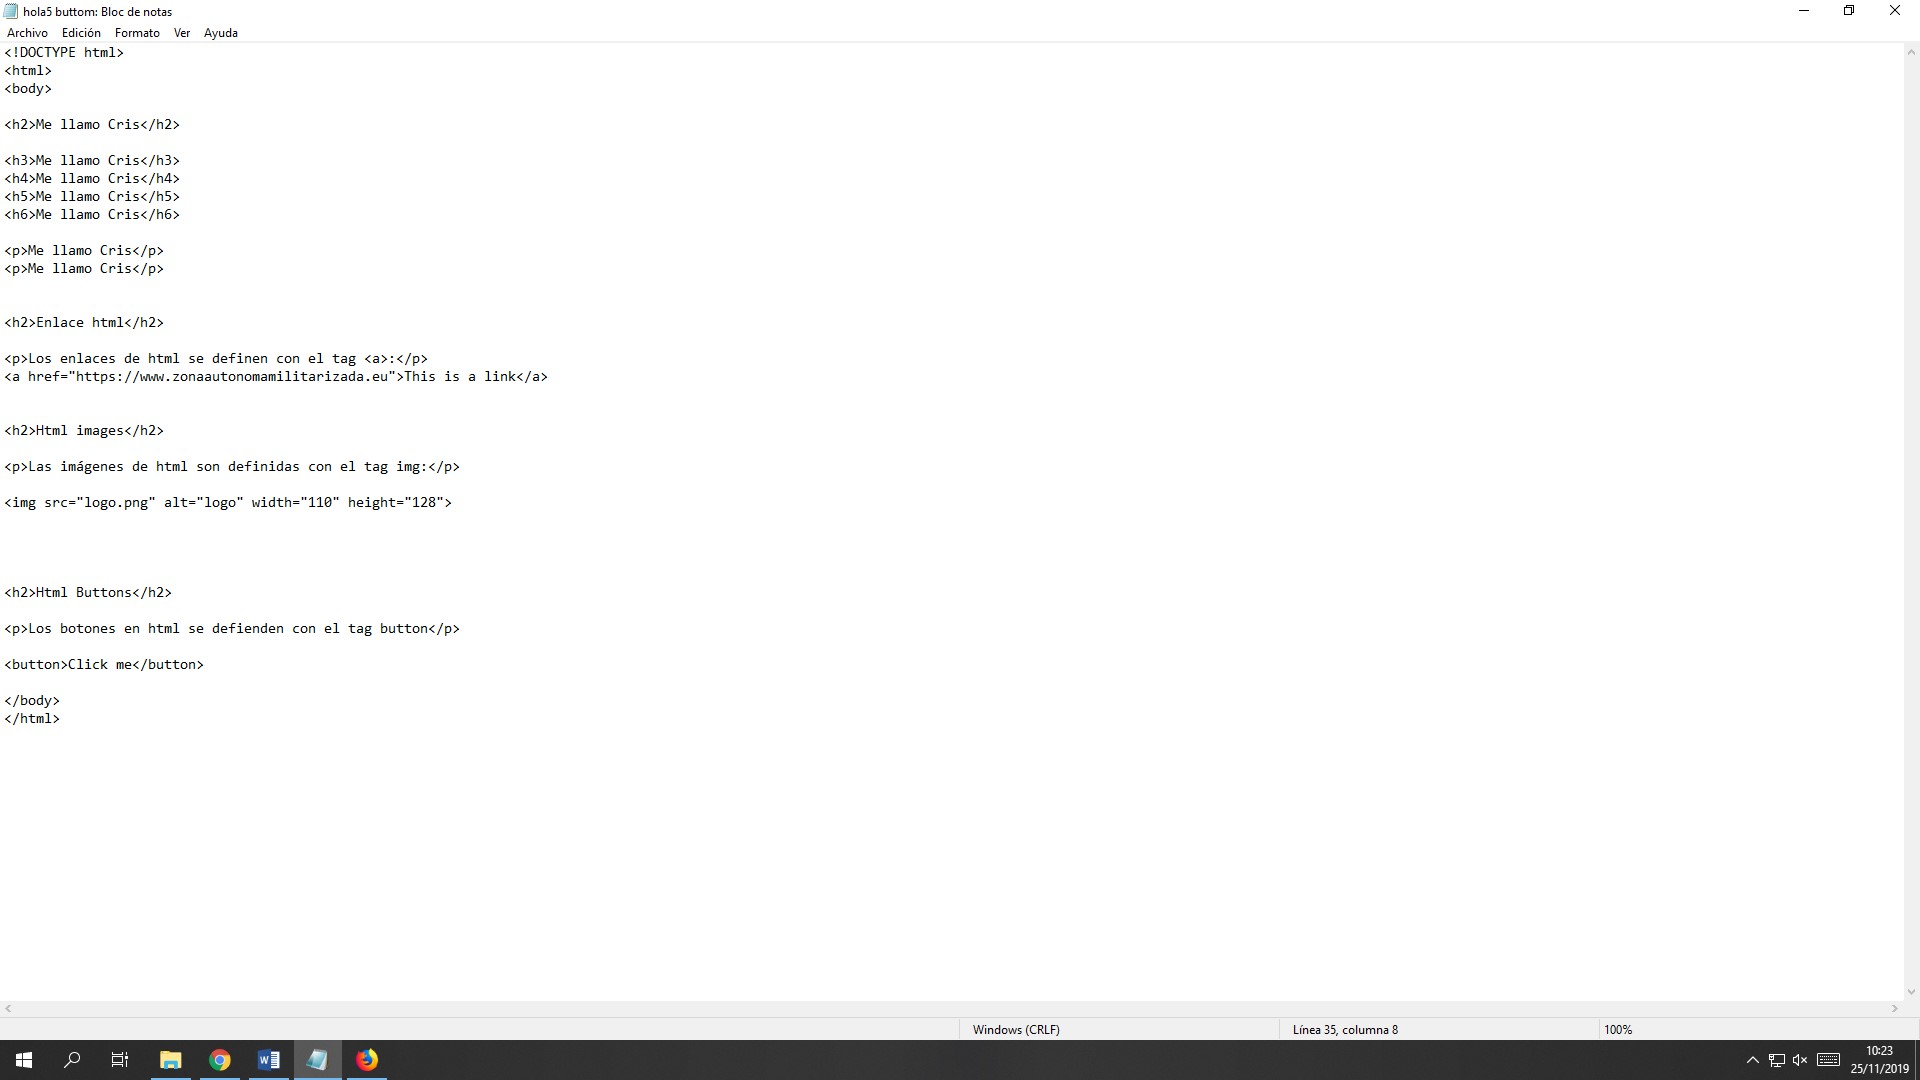 hola5 buttom: Bloc de notas
Archivo Edición Formato Ver Ayuda
<!DOCTYPE html>
<html>
<body>
<h2>Me llamo Cris</h2>
<h3>Me llamo Cris</h3>
<h4>Me llamo Cris</h4>
<h5>Me llamo Cris</h5>
<h6>Me llamo Cris</h6>
<p>Me llamo Cris</p>
<p>Me llamo Cris</p>
<h2>Enlace html</h2>
<p>Los enlaces de html se definen con el tag <a>:</p>
<a href="https://www.zonaautonomamilitarizada.eu">This is a link</a>
<h2>Html images</h2>
<p>Las imágenes de html son definidas con el tag img:</p>
<img src="logo.png" alt="logo" width="110" height="128">
<h2>Html Buttons</h2>
<p>Los botones en html se defienden con el tag button</p>
<button>Click me</button>
</body>
</html>
Windows (CRLF) Línea 35, columna 8 100%
10:23
25/11/2019